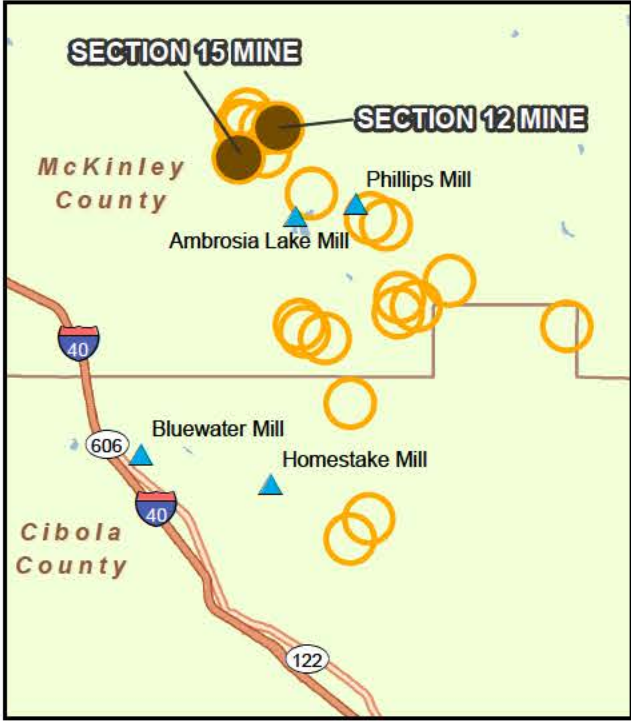 SECTION 15 MINE
SECTION 12 MINE
McKinley
County
Phillips Mill
Ambrosia Lake Mill
40
Bluewater Mill
606
Homestake Mill
40
Cibola
County
122